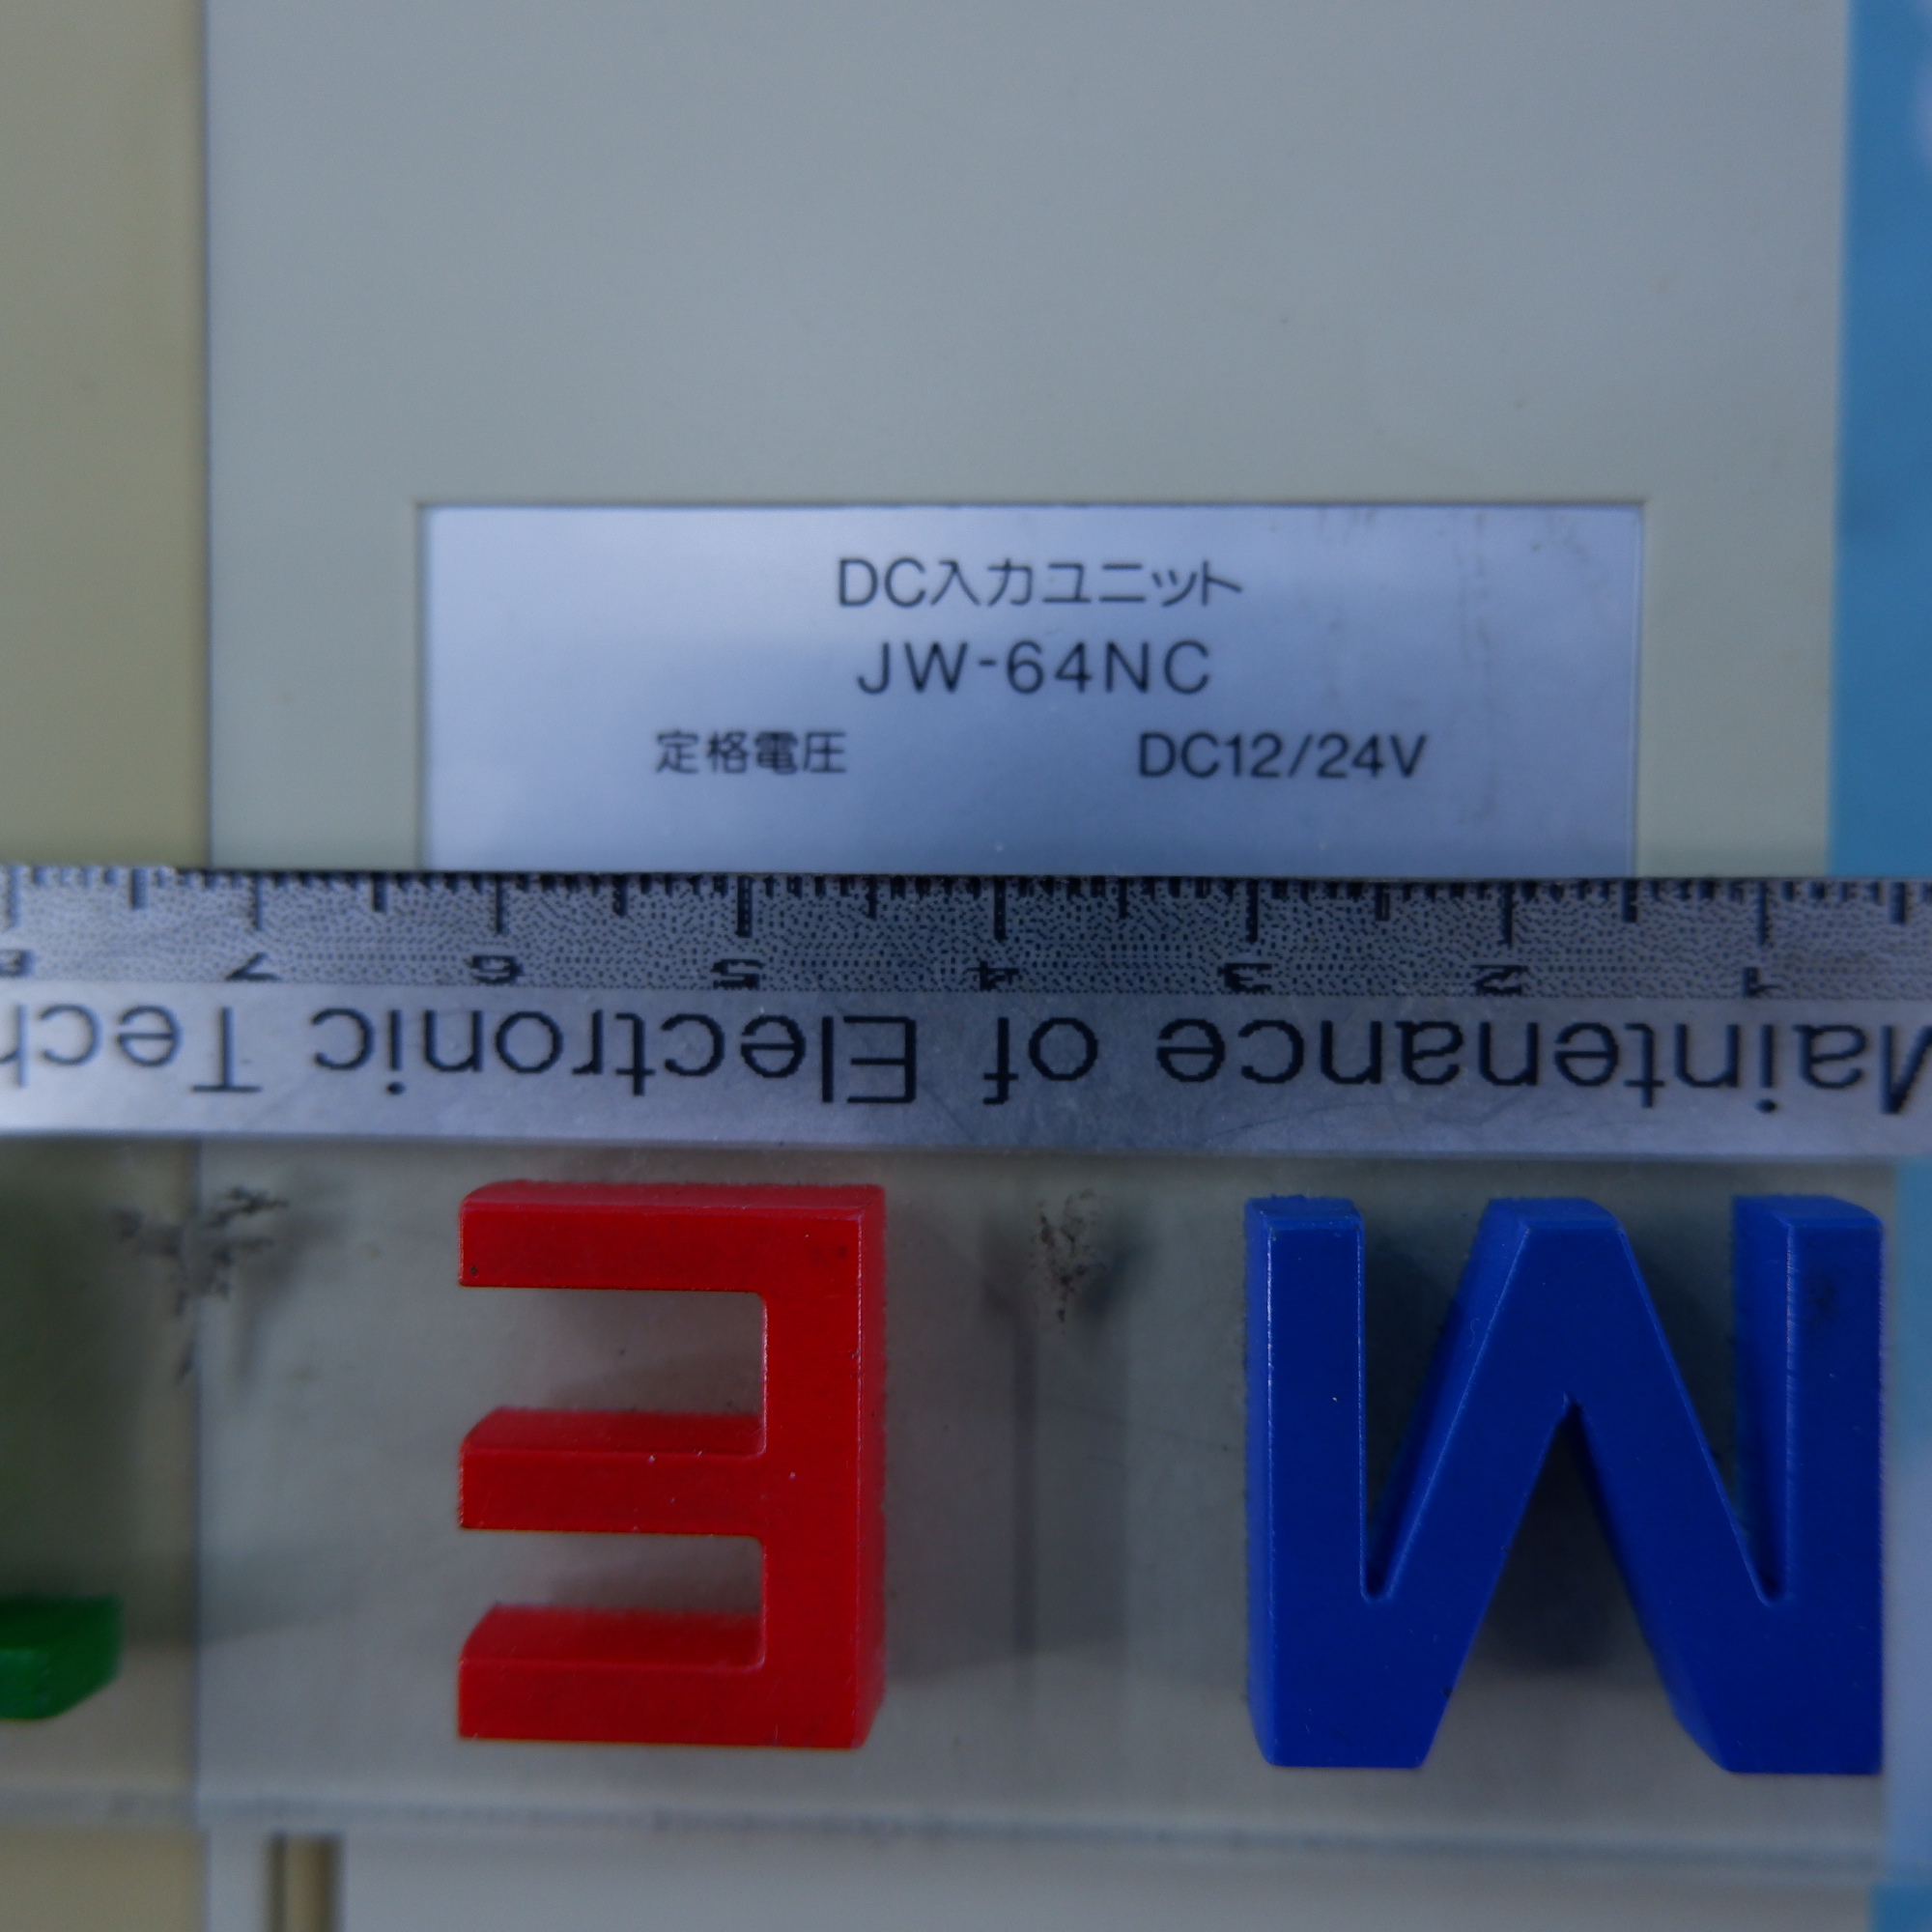 DC入力ユニット
JW-64NC
定格電圧 DC12/24V
7 6 5 4 3 2 1
Maintenance of Electronic Tech
E M